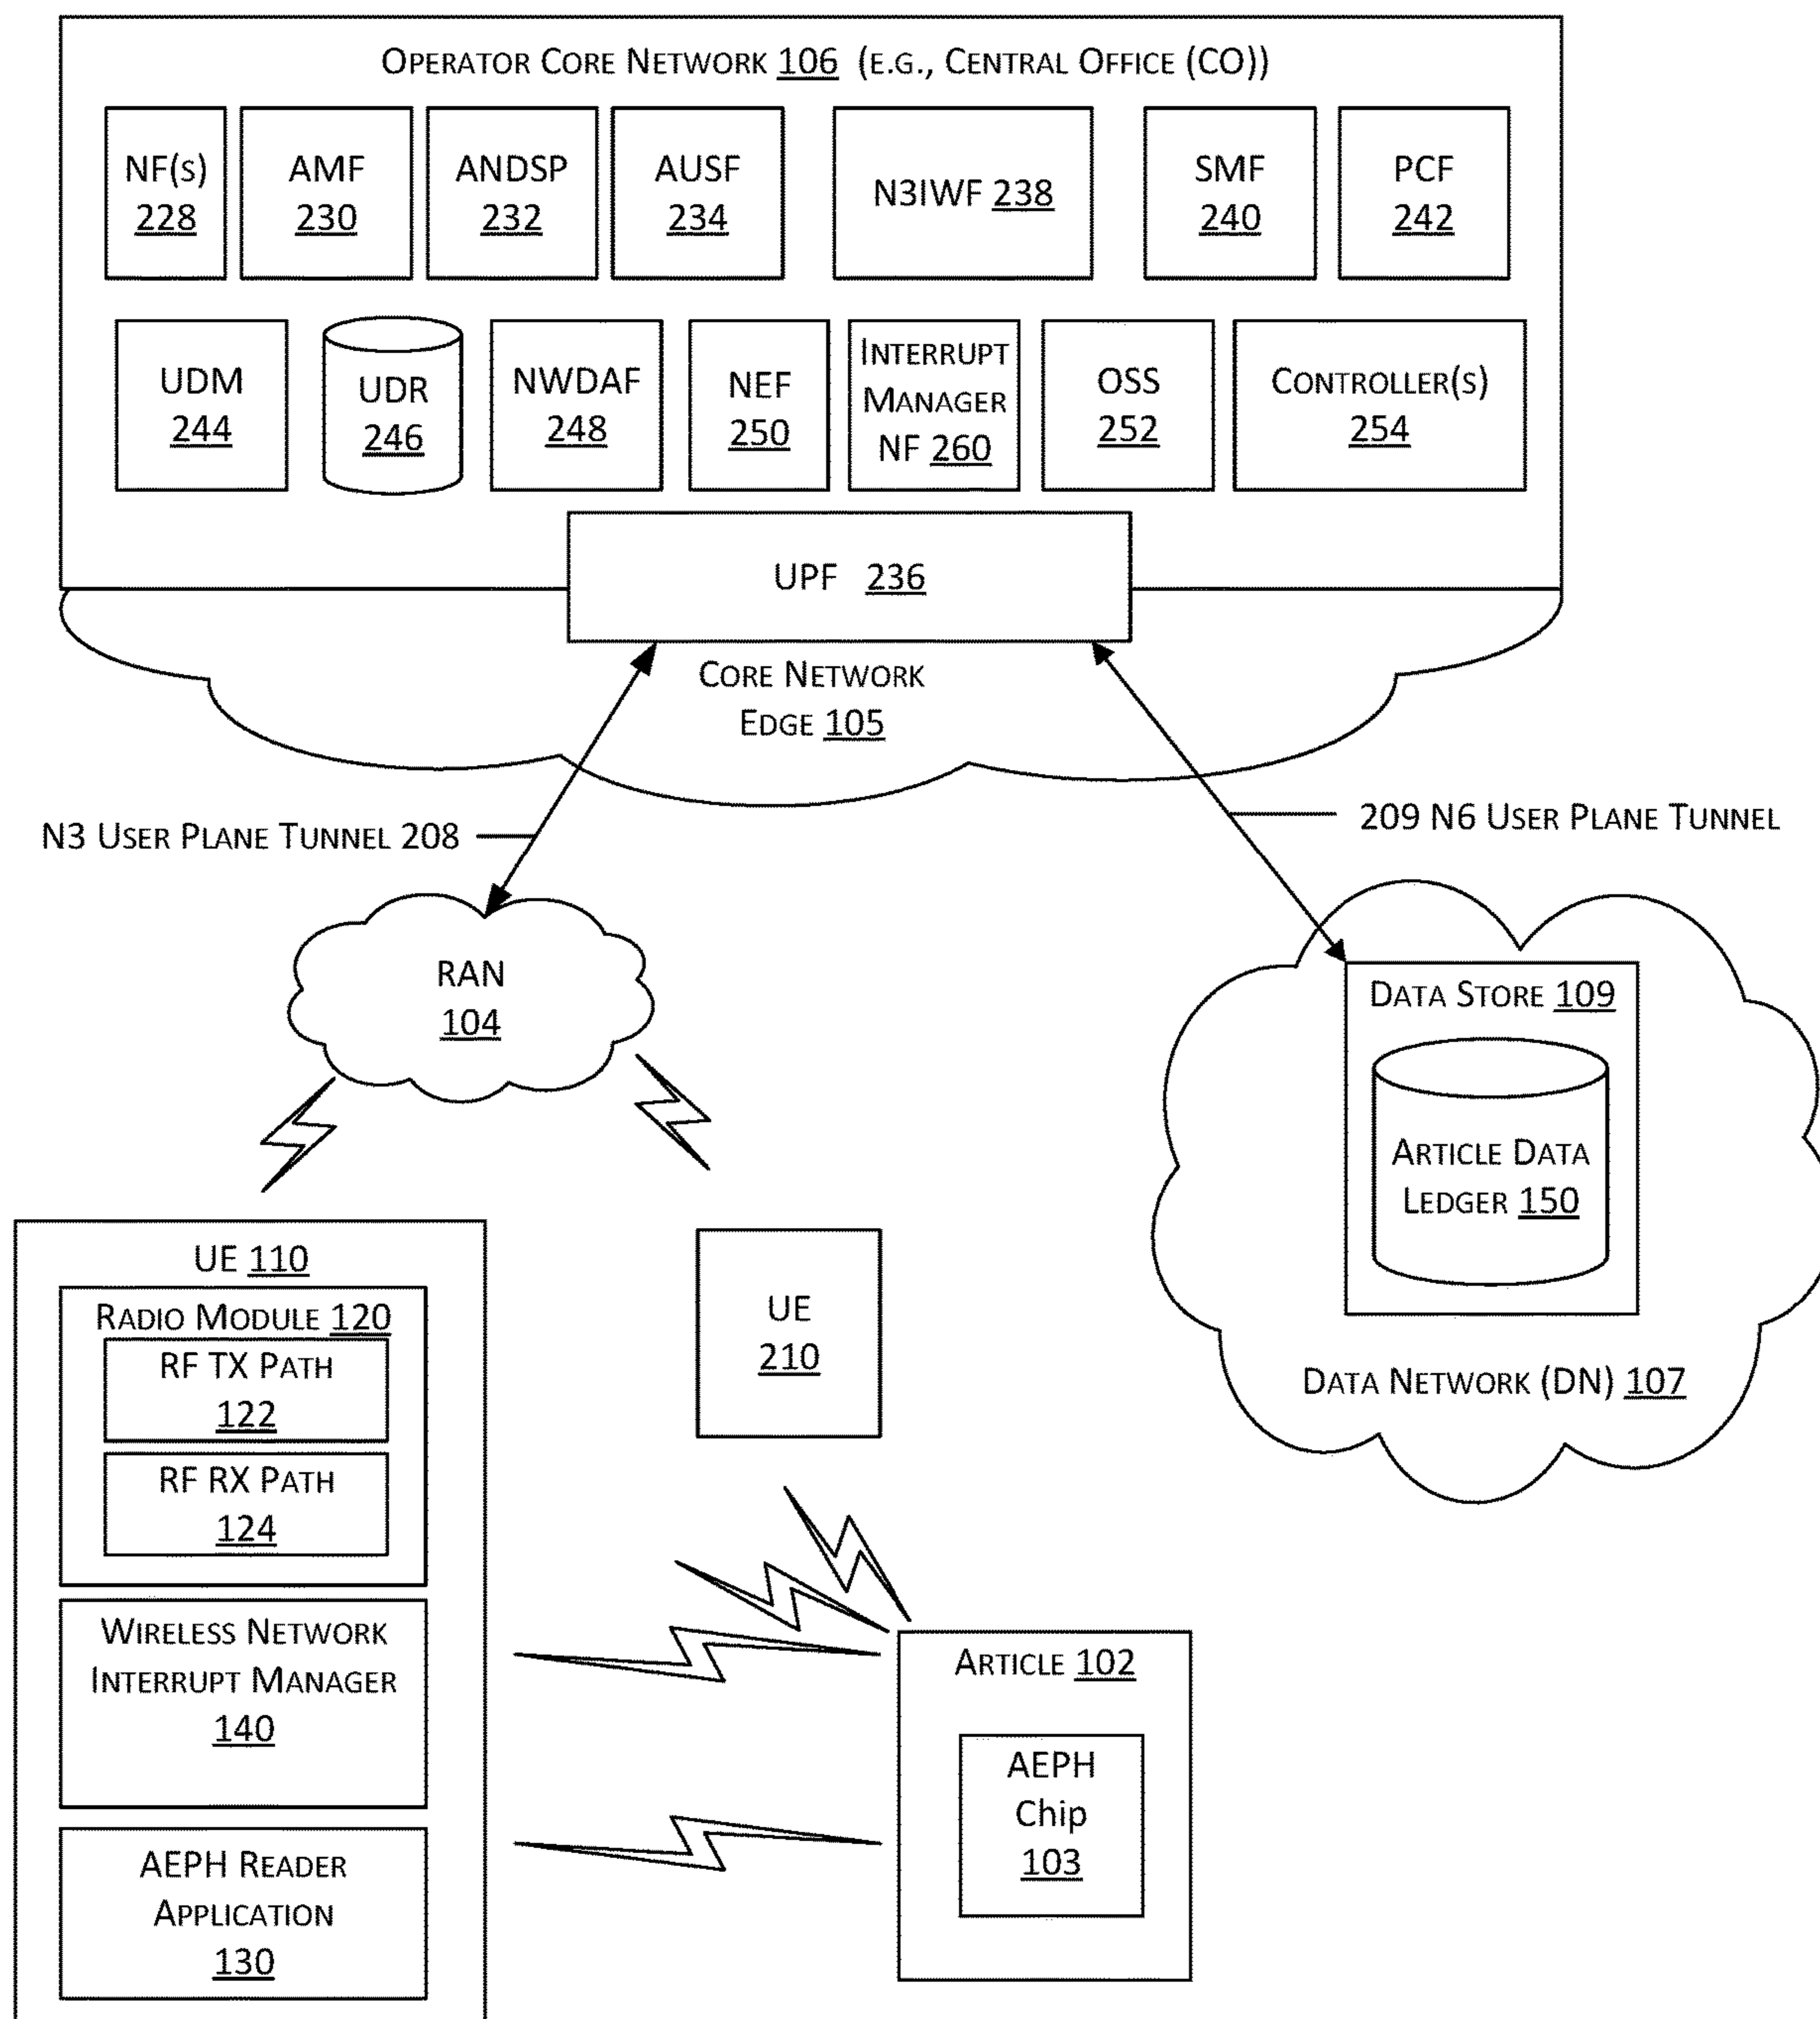 OPERATOR CORE NETWORK 106 (E.G., CENTRAL OFFICE (CO))
NF(S)
228
AMF
230
ANDSP
232
AUSF
234
N3IWF 238
SMF
240
PCF
242
UDM
244
UDR
246
NWDAF
248
NEF
250
INTERRUPT
MANAGER
NF 260
OSS
252
CONTROLLER(S)
254
UPF 236
CORE NETWORK
EDGE 105
N3 USER PLANE TUNNEL 208
209 N6 USER PLANE TUNNEL
RAN
104
DATA STORE 109
ARTICLE DATA
LEDGER 150
DATA NETWORK (DN) 107
UE 110
RADIO MODULE 120
RF TX PATH
122
RF RX PATH
124
WIRELESS NETWORK
INTERRUPT MANAGER
140
AEPH READER
APPLICATION
130
UE
210
ARTICLE 102
AEPH
Chip
103